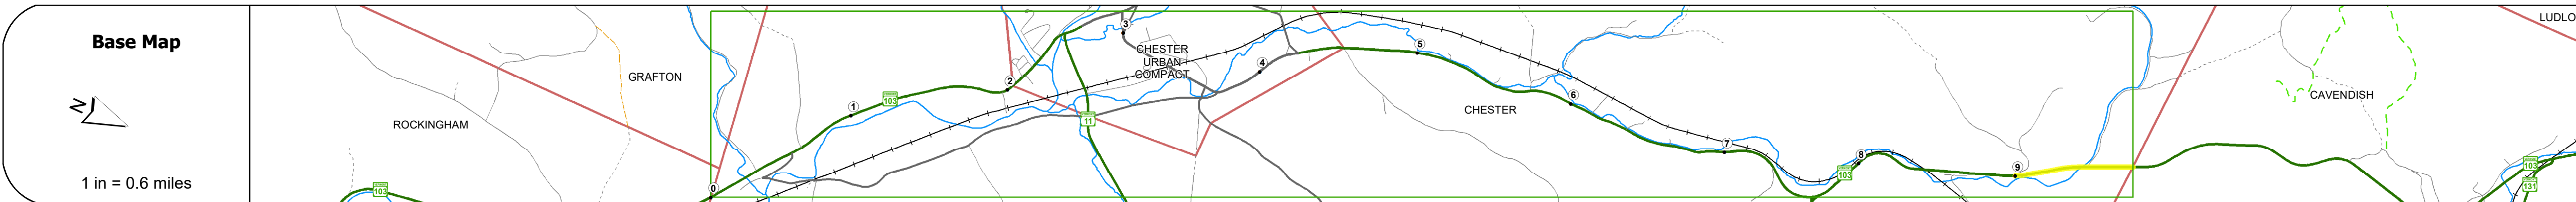 Base Map
N
1 in = 0.6 miles
ROCKINGHAM
103
GRAFTON
0
1
103
2
3
CHESTER
URBAN
COMPACT
11
4
5
CHESTER
6
7
103
8
9
CAVENDISH
LUDLO
103
131